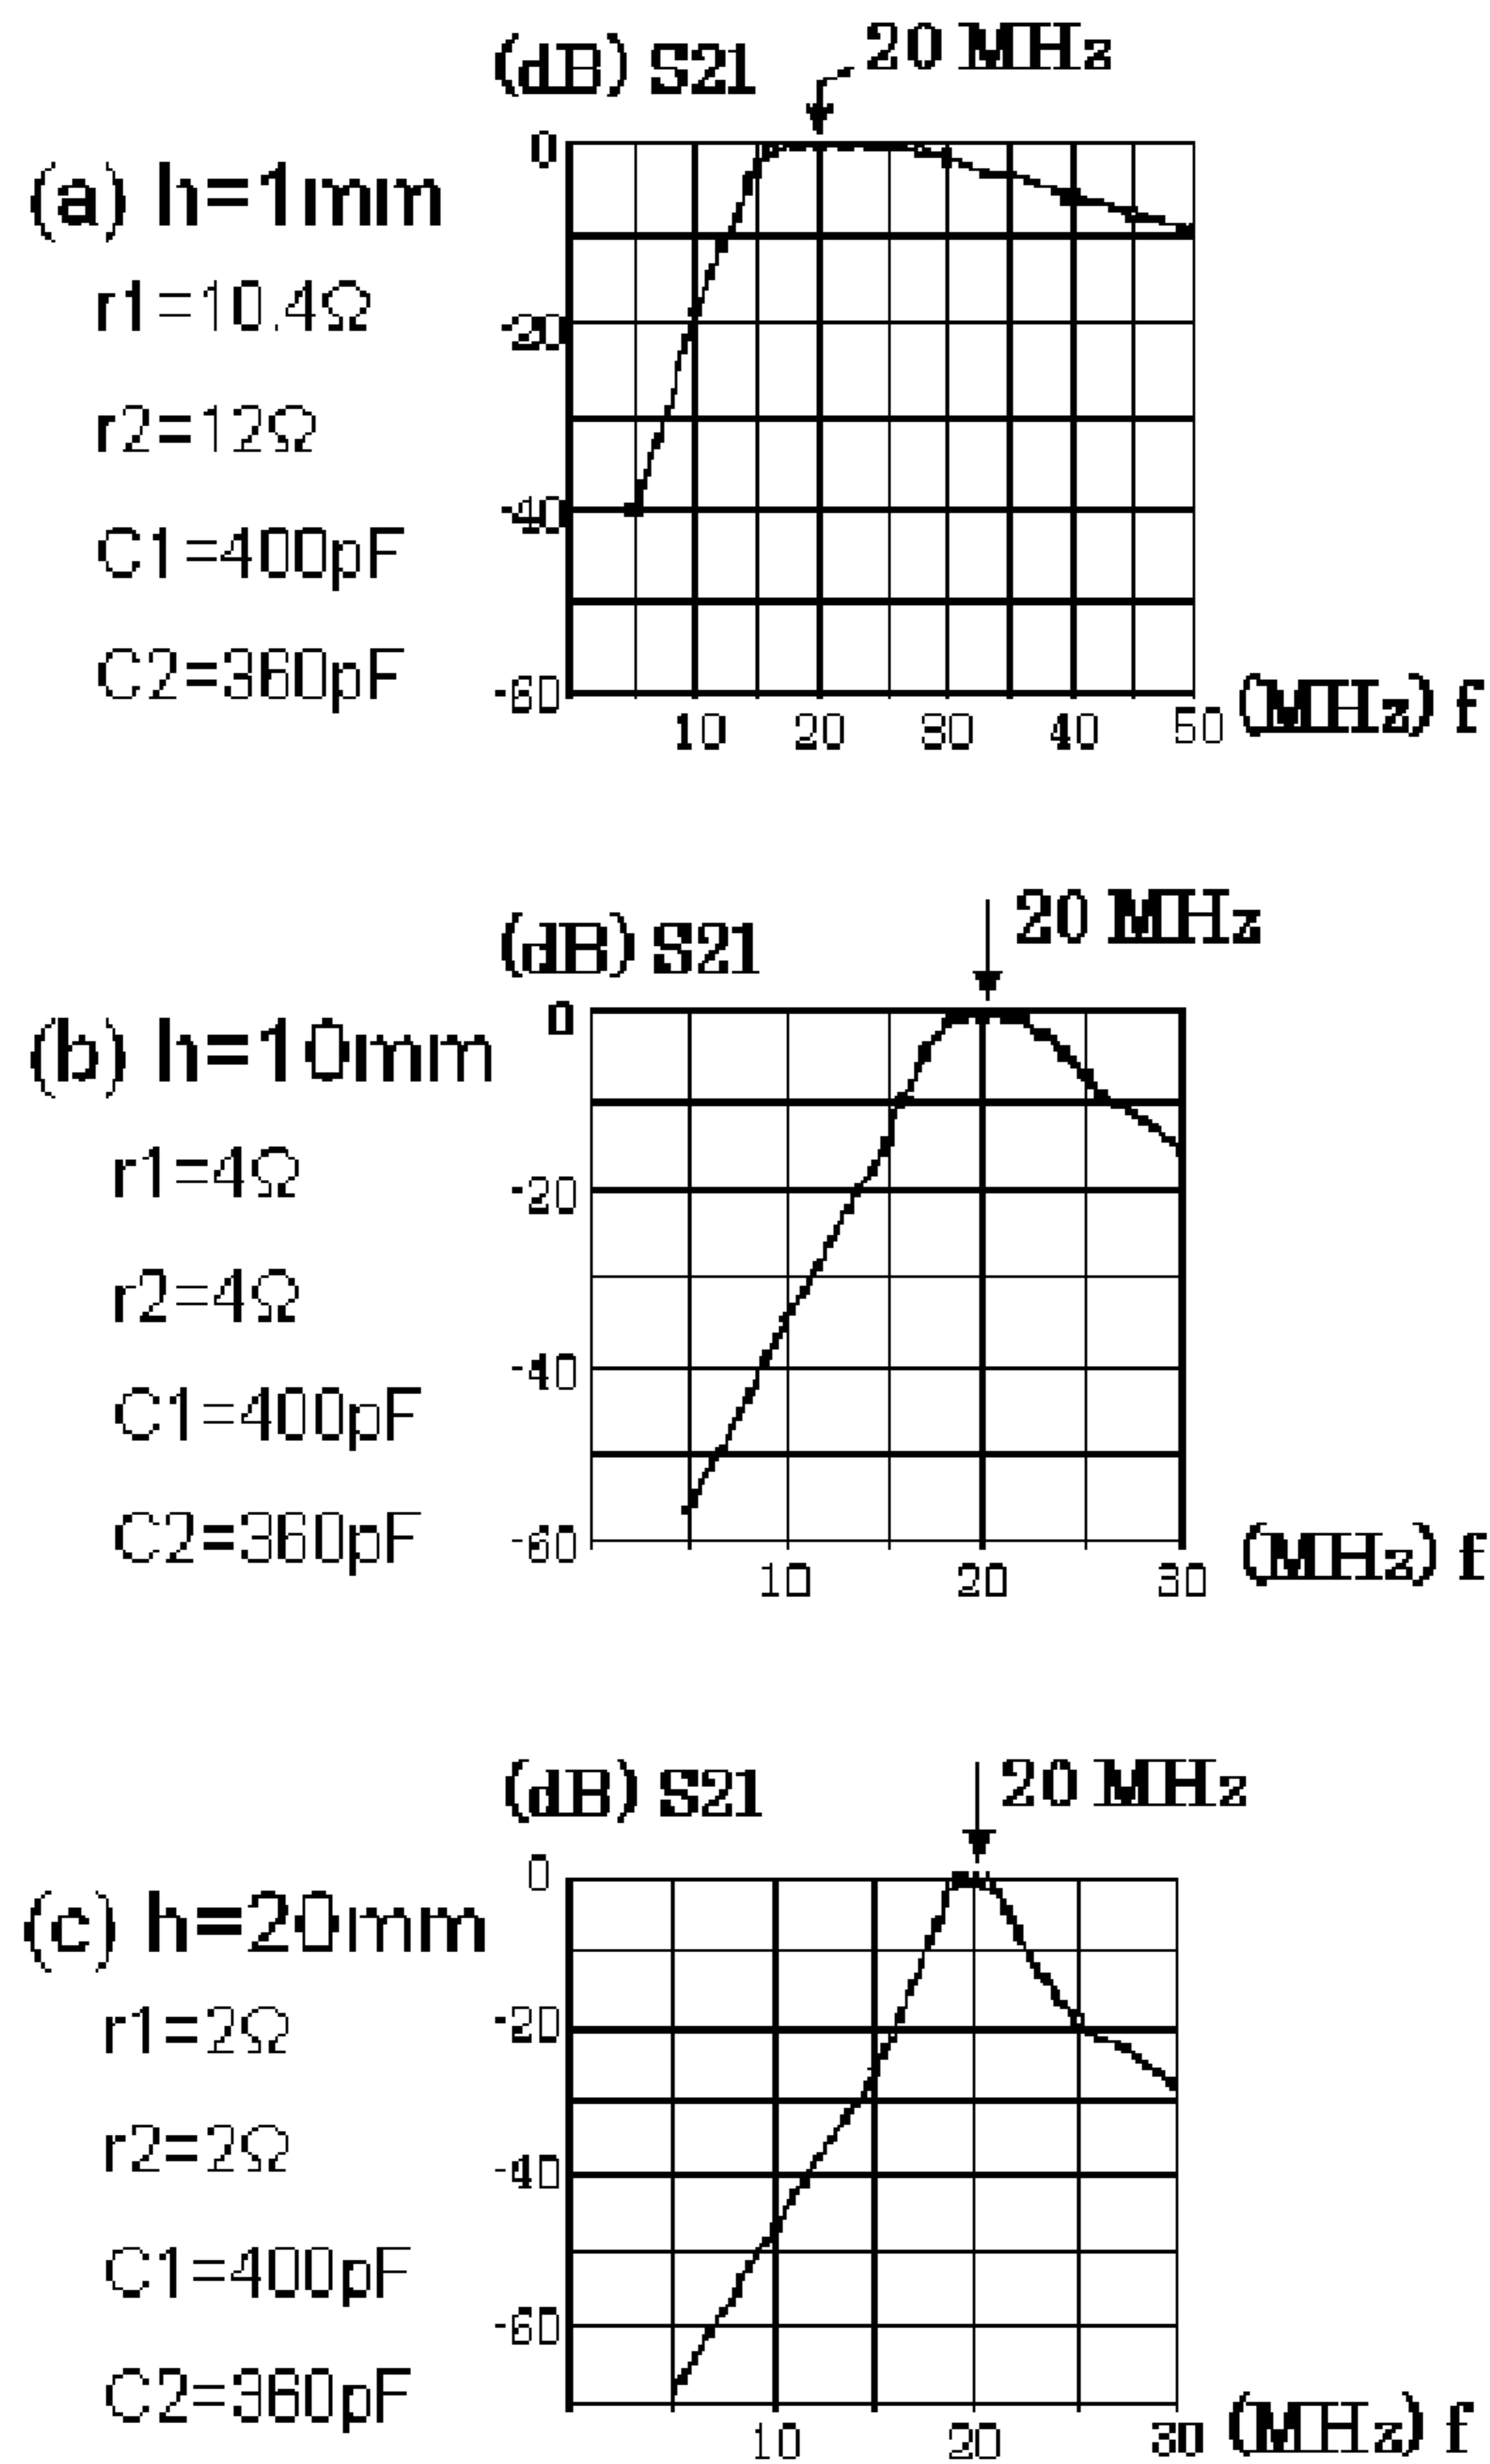 (dB) S21
20 MHz
(a) h=1mm
r1=10.4Ω
r2=12Ω
C1=400pF
C2=360pF
0
-20
-40
-60
10 20 30 40 50
(MHz) f
(dB) S21
20 MHz
(b) h=10mm
r1=4Ω
r2=4Ω
C1=400pF
C2=360pF
0
-20
-40
-60
10 20 30
(MHz) f
(dB) S21
20 MHz
(c) h=20mm
r1=2Ω
r2=2Ω
C1=400pF
C2=360pF
0
-20
-40
-60
10 20 30
(MHz) f